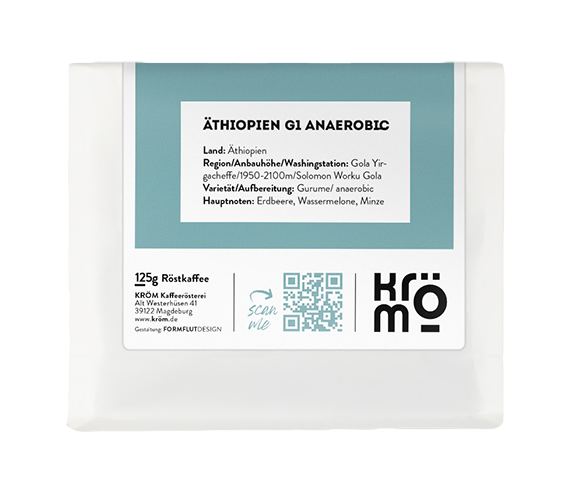 ÄTHIOPIEN G1 ANAEROBIC
Land: Äthiopien
Region/Anbauhöhe/Washingstation: Gola Yir-
gacheffe/1950-2100m/Solomon Worku Gola
Varietät/Aufbereitung: Gurume/ anaerobic
Hauptnoten: Erdbeere, Wassermelone, Minze
125g Röstkaffee
KRÖM Kaffeerösterei
Alt Westerhüsen 41
39122 Magdeburg
www.kröm.de
Gestaltung: FORMFLUTDESIGN
scan
me
krö
m